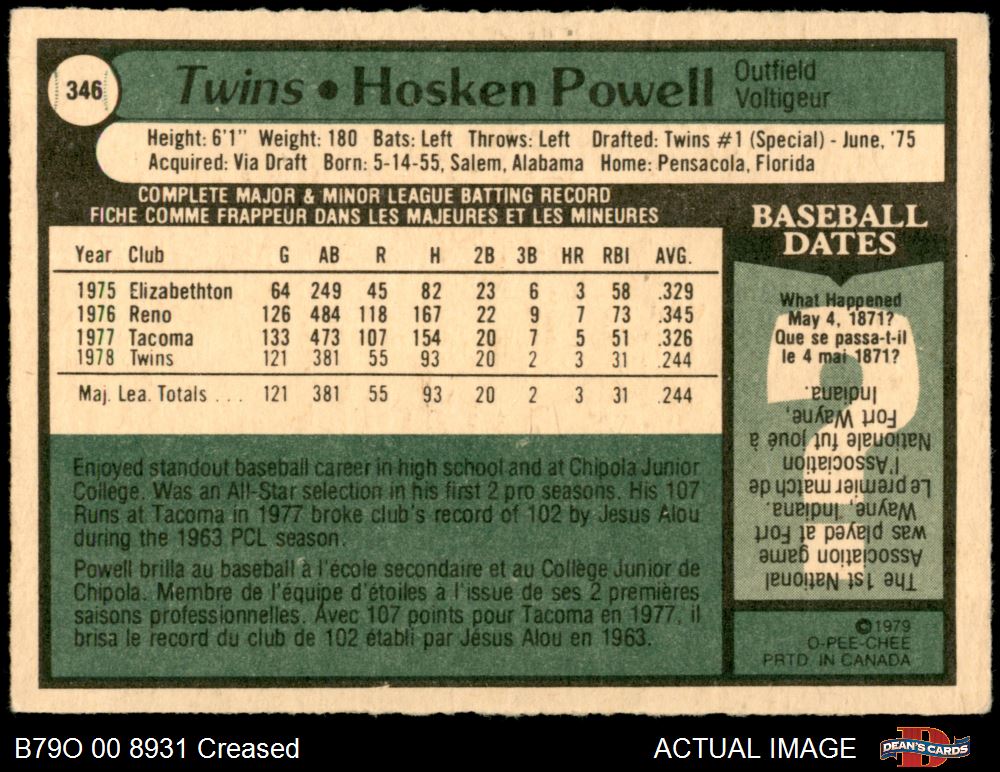 346
Twins • Hosken Powell
Outfield
Voltigeur
Height: 6'1" Weight: 180 Bats: Left Throws: Left Drafted: Twins #1 (Special) - June, '75
Acquired: Via Draft Born: 5-14-55, Salem, Alabama Home: Pensacola, Florida
COMPLETE MAJOR & MINOR LEAGUE BATTING RECORD
FICHE COMME FRAPPEUR DANS LES MAJEURES ET LES MINEURES
Year Club G AB R H 2B 3B HR RBI AVG.
1975 Elizabethton 64 249 45 82 23 6 3 58 .329
1976 Reno 126 484 118 167 22 9 7 73 .345
1977 Tacoma 133 473 107 154 20 7 5 51 .326
1978 Twins 121 381 55 93 20 2 3 31 .244
Maj. Lea. Totals ... 121 381 55 93 20 2 3 31 .244
Enjoyed standout baseball career in high school and at Chipola Junior
College. Was an All-Star selection in his first 2 pro seasons. His 107
Runs at Tacoma in 1977 broke club's record of 102 by Jesus Alou
during the 1963 PCL season.
Powell brilla au baseball à l'école secondaire et au Collège Junior de
Chipola. Membre de l'équipe d'étoiles à l'issue de ses 2 premières
saisons professionnelles. Avec 107 points pour Tacoma en 1977, il
brisa le record du club de 102 établi par Jésus Alou en 1963.
BASEBALL
DATES
What Happened
May 4, 1871?
Que se passa-t-il
le 4 mai 1871?
The 1st National
Association game
was played at Fort
Wayne, Indiana.
Le premier match de
l'Association
Nationale fut joué à
Fort Wayne,
Indiana.
©1979
O-PEE-CHEE
PRTD. IN CANADA
B79O 00 8931 Creased
ACTUAL IMAGE
DEAN'S CARDS